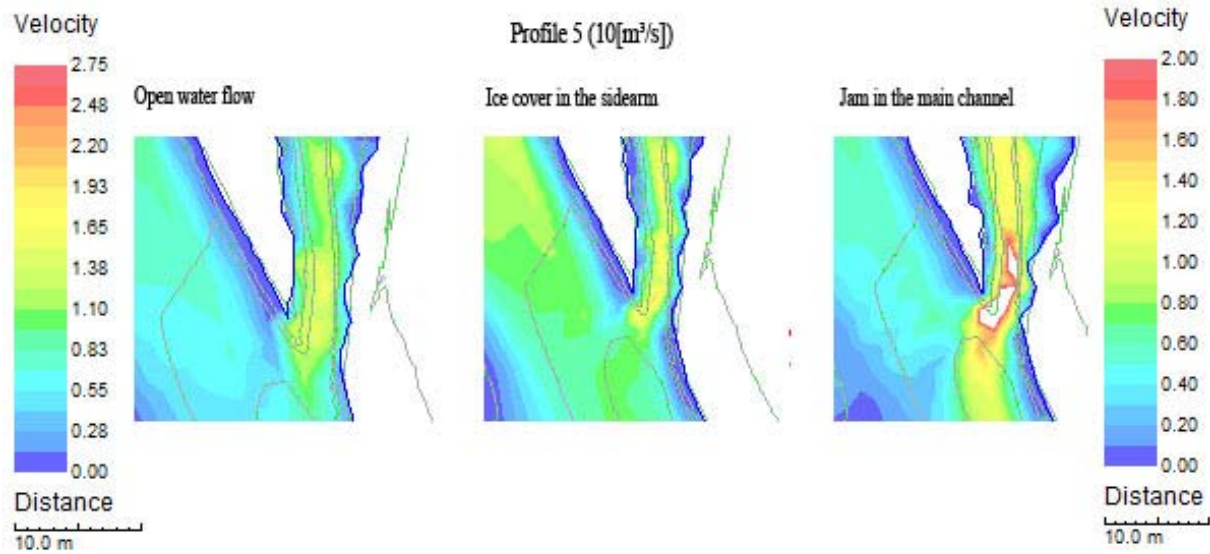 Profile 5 (10[m³/s])
Velocity
2.75
2.48
2.20
1.93
1.65
1.38
1.10
0.83
0.55
0.28
0.00
Distance
10.0 m
Open water flow
Ice cover in the sidearm
Jam in the main channel
Velocity
2.00
1.80
1.60
1.40
1.20
1.00
0.80
0.60
0.40
0.20
0.00
Distance
10.0 m